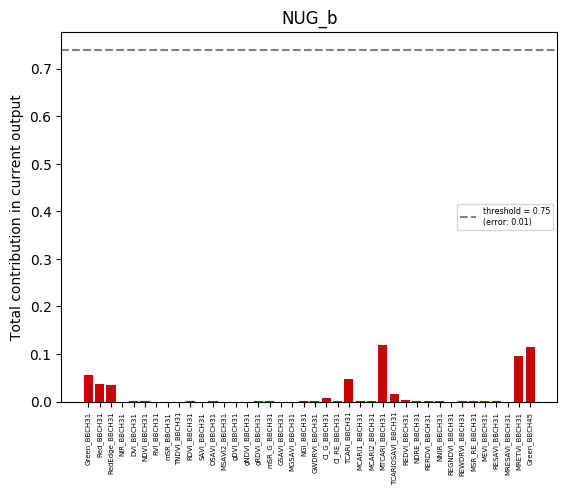 NUG_b
Total contribution in current output
0.7
0.6
0.5
0.4
0.3
0.2
0.1
0.0
threshold = 0.75
(error: 0.01)
Green_BBCH31
Red_BBCH31
RedEdge_BBCH31
NIR_BBCH31
DVI_BBCH31
NDVI_BBCH31
RVI_BBCH31
mSR_BBCH31
TNDVI_BBCH31
RDVI_BBCH31
SAVI_BBCH31
OSAVI_BBCH31
MSAVI2_BBCH31
gDVI_BBCH31
gNDVI_BBCH31
gRDVI_BBCH31
mSR_G_BBCH31
GSAVI_BBCH31
MGSAVI_BBCH31
NGI_BBCH31
GWDRVI_BBCH31
CI_G_BBCH31
CI_RE_BBCH31
TCARI_BBCH31
MCARI1_BBCH31
MCARI2_BBCH31
MTCARI_BBCH31
TCARIOSAVI_BBCH31
REDVI_BBCH31
NDRE_BBCH31
RERDVI_BBCH31
NNIR_BBCH31
REGNDVI_BBCH31
REWDRVI_BBCH31
MSR_RE_BBCH31
MEVI_BBCH31
RESAVI_BBCH31
MRESAVI_BBCH31
MRETVI_BBCH31
Green_BBCH45